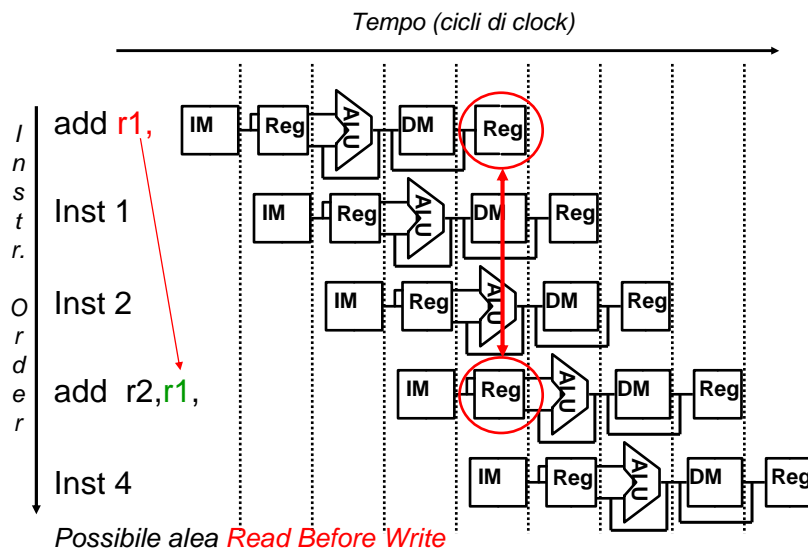 Tempo (cicli di clock)
Instr. Order
add r1,
IM Reg ALU DM Reg
Inst 1
IM Reg ALU DM Reg
Inst 2
IM Reg ALU DM Reg
add r2,r1,
IM Reg ALU DM Reg
Inst 4
IM Reg ALU DM Reg
Possibile alea Read Before Write